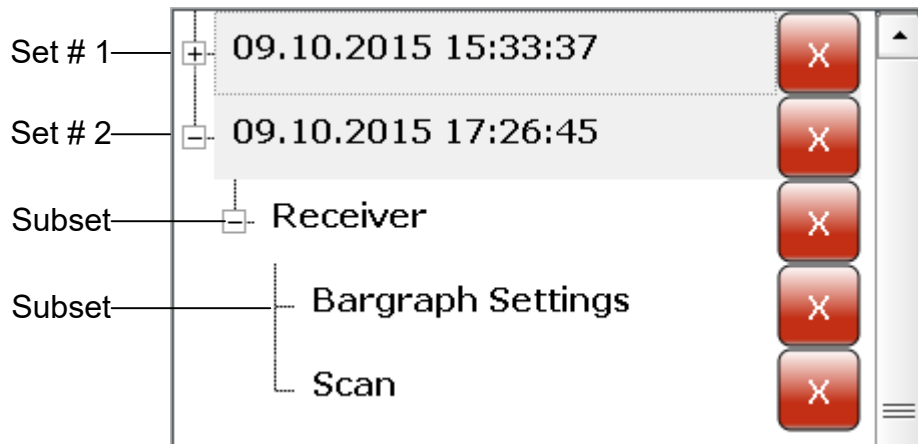 Set # 1 09.10.2015 15:33:37 X
Set # 2 09.10.2015 17:26:45 X
Subset Receiver X
Subset Bargraph Settings X
Scan X